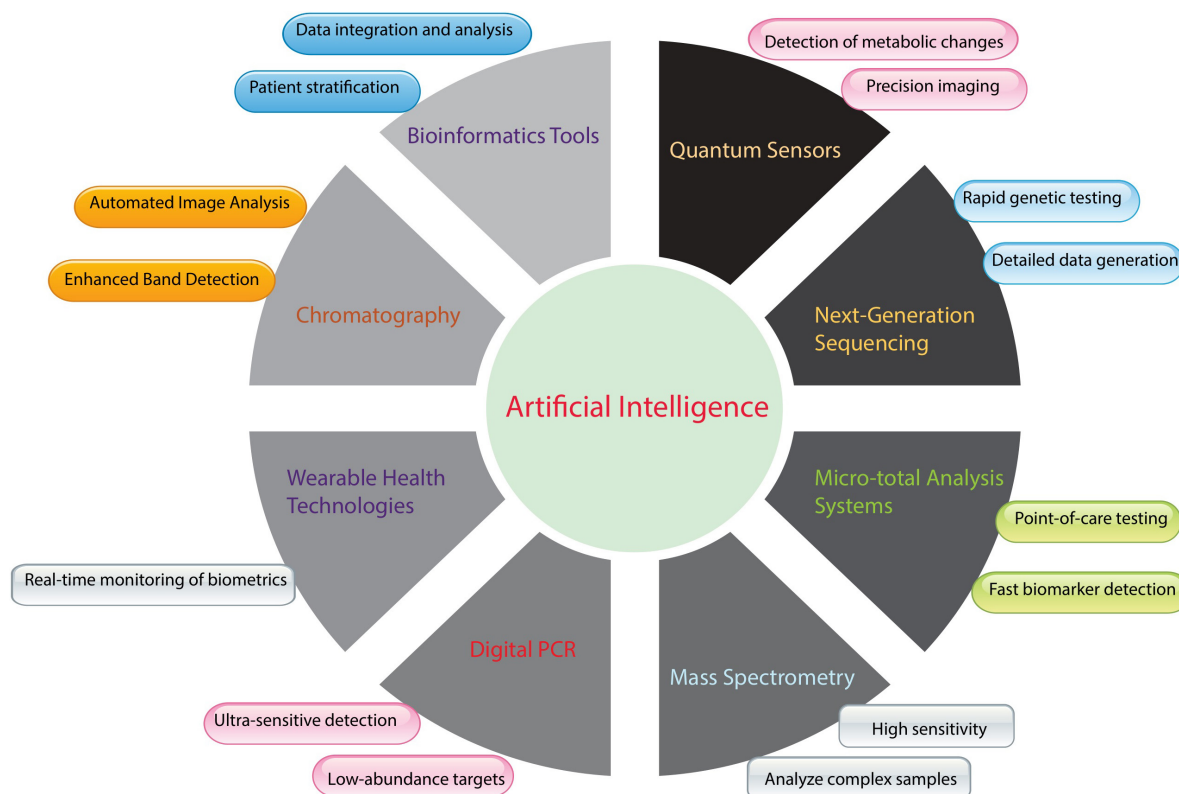 Data integration and analysis
Patient stratification
Bioinformatics Tools
Detection of metabolic changes
Precision imaging
Quantum Sensors
Automated Image Analysis
Enhanced Band Detection
Chromatography
Rapid genetic testing
Detailed data generation
Next-Generation
Sequencing
Artificial Intelligence
Wearable Health
Technologies
Real-time monitoring of biometrics
Micro-total Analysis
Systems
Point-of-care testing
Fast biomarker detection
Digital PCR
Ultra-sensitive detection
Low-abundance targets
Mass Spectrometry
High sensitivity
Analyze complex samples